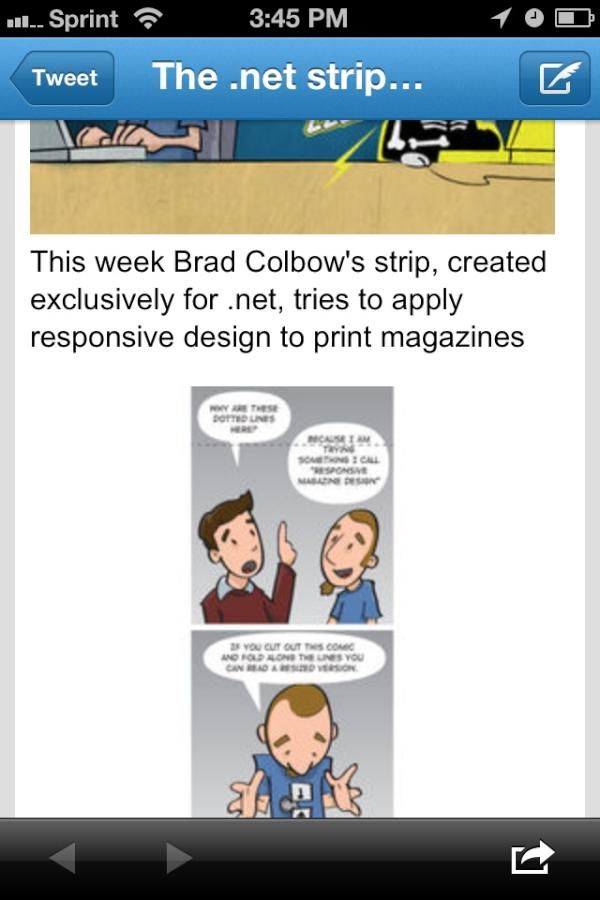 Sprint 3:45 PM
Tweet The .net strip...
This week Brad Colbow's strip, created
exclusively for .net, tries to apply
responsive design to print magazines
WHY ARE THESE
DOTTED LINES
HERE?
BECAUSE I AM
TRYING
SOMETHING I CALL
"RESPONSIVE
MAGAZINE DESIGN"
IF YOU CUT OUT THIS COMIC
AND FOLD ALONG THE LINES YOU
CAN READ A RESIZED VERSION.